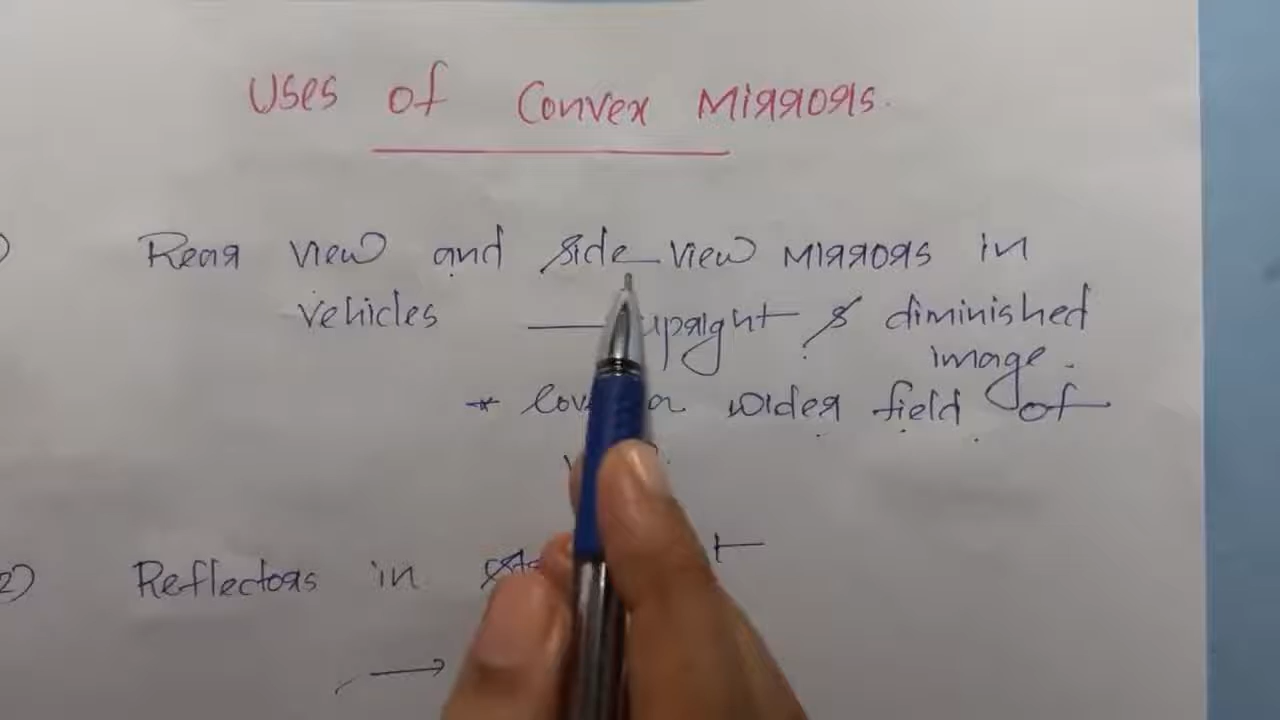 Uses of Convex Mirrors.
) Rear view and side view mirrors in
vehicles — upright & diminished
image.
* a wider field of
2) Reflectors in
→